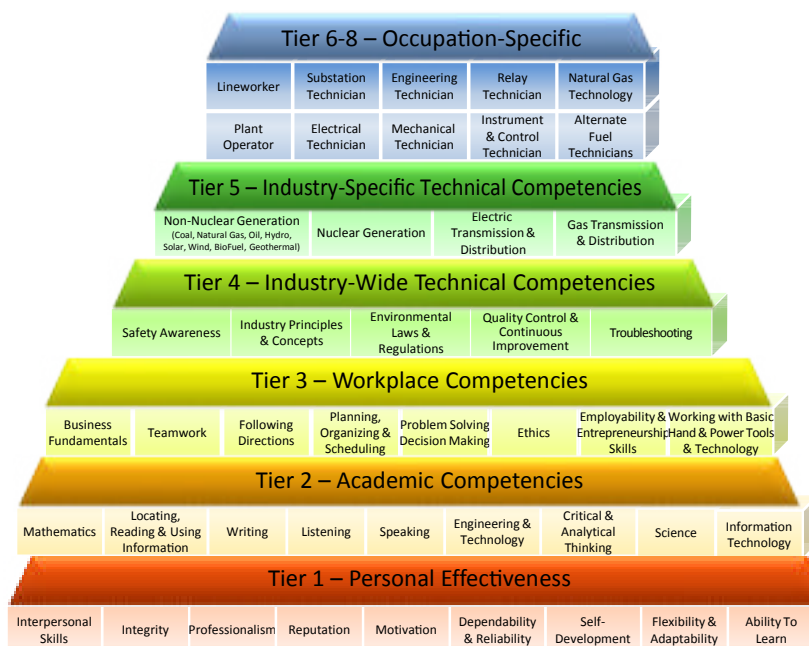 Tier 6-8 – Occupation-Specific
Lineworker
Substation
Technician
Engineering
Technician
Relay
Technician
Natural Gas
Technology
Plant
Operator
Electrical
Technician
Mechanical
Technician
Instrument
& Control
Technician
Alternate
Fuel
Technicians
Tier 5 – Industry-Specific Technical Competencies
Non-Nuclear Generation
(Coal, Natural Gas, Oil, Hydro,
Solar, Wind, BioFuel, Geothermal)
Nuclear Generation
Electric
Transmission &
Distribution
Gas Transmission
& Distribution
Tier 4 – Industry-Wide Technical Competencies
Safety Awareness
Industry Principles
& Concepts
Environmental
Laws &
Regulations
Quality Control &
Continuous
Improvement
Troubleshooting
Tier 3 – Workplace Competencies
Business
Fundamentals
Teamwork
Following
Directions
Planning,
Organizing &
Scheduling
Problem Solving
Decision Making
Ethics
Employability &
Entrepreneurship
Skills
Working with Basic
Hand & Power Tools
& Technology
Tier 2 – Academic Competencies
Mathematics
Locating,
Reading & Using
Information
Writing
Listening
Speaking
Engineering &
Technology
Critical &
Analytical
Thinking
Science
Information
Technology
Tier 1 – Personal Effectiveness
Interpersonal
Skills
Integrity
Professionalism
Reputation
Motivation
Dependability
& Reliability
Self-
Development
Flexibility &
Adaptability
Ability To
Learn